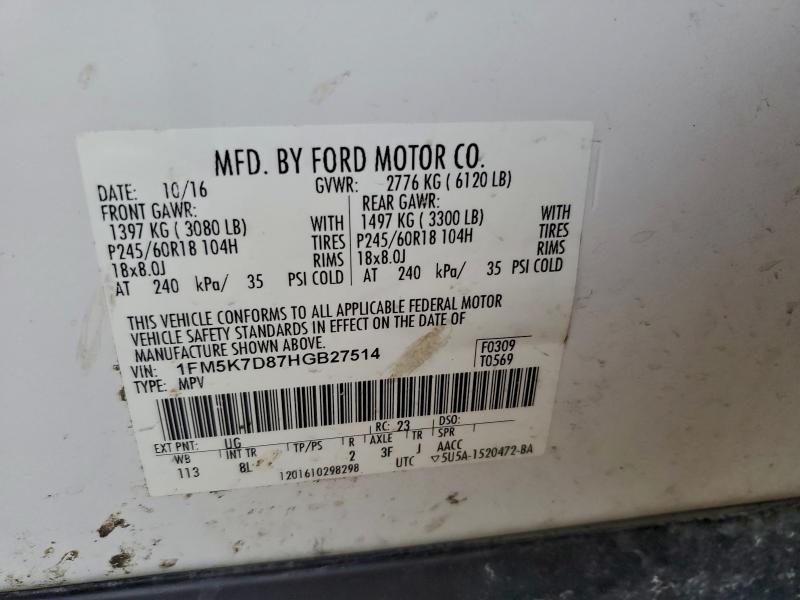 MFD. BY FORD MOTOR CO.
DATE: 10/16 GVWR: 2776 KG ( 6120 LB)
FRONT GAWR: REAR GAWR:
1397 KG ( 3080 LB) WITH 1497 KG ( 3300 LB) WITH
P245/60R18 104H TIRES P245/60R18 104H TIRES
18x8.0J RIMS 18x8.0J RIMS
AT 240 kPa/ 35 PSI COLD AT 240 kPa/ 35 PSI COLD
THIS VEHICLE CONFORMS TO ALL APPLICABLE FEDERAL MOTOR
VEHICLE SAFETY STANDARDS IN EFFECT ON THE DATE OF
MANUFACTURE SHOWN ABOVE.
VIN: 1FM5K7D87HGB27514
TYPE: MPV
F0309
T0569
EXT PNT: UG RC: 23 DSO:
WB INT TR TP/PS R AXLE TR SPR
113 8L 2 3F J AACC
1201610298298 UTC ▽5U5A-1520472-BA